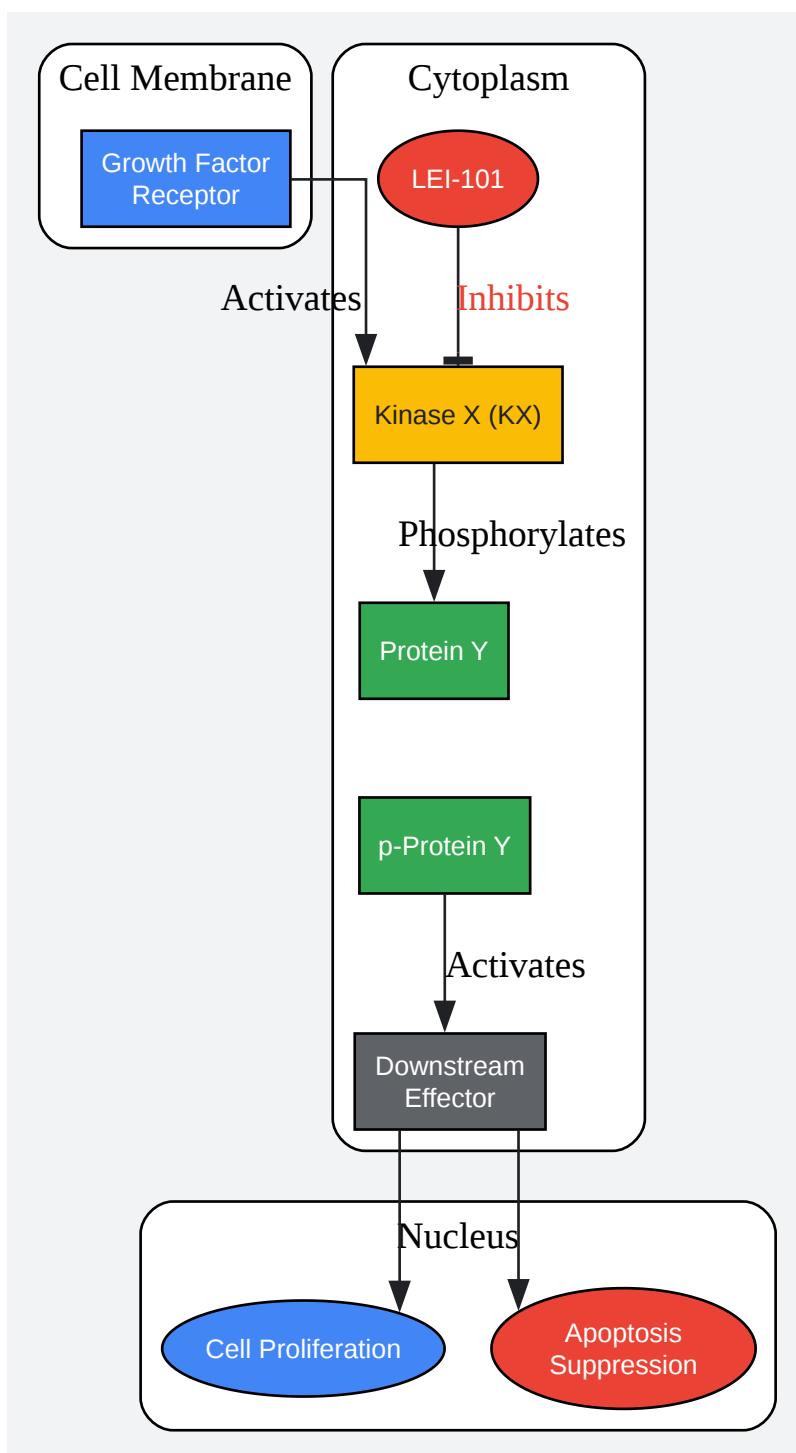 Cell Membrane
Cytoplasm
Growth Factor
Receptor
LEI-101
Activates
Inhibits
Kinase X (KX)
Phosphorylates
Protein Y
p-Protein Y
Activates
Downstream
Effector
Nucleus
Cell Proliferation
Apoptosis
Suppression